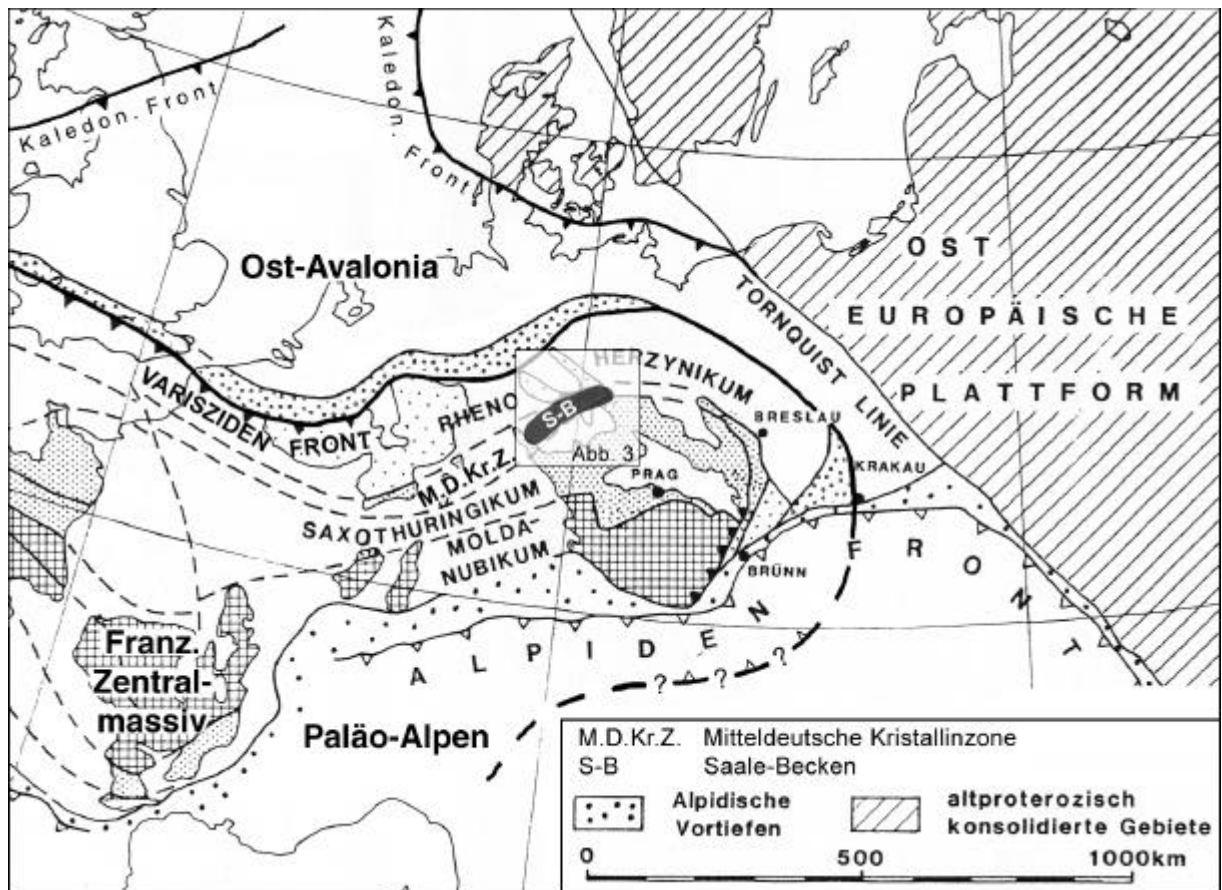 Kaledon. Front
Kaledon. Front
Ost-Avalonia
OST
EUROPÄISCHE
PLATTFORM
TORNQUIST LINIE
VARISZIDEN FRONT
RHENO
HERZYNIKUM
S-B
Abb. 3
BRESLAU
KRAKAU
PRAG
M.D.Kr.Z.
SAXOTHURINGIKUM
MOLDA-
NUBIKUM
BRÜNN
ALPIDEN FRONT
? ? ?
Franz.
Zentral-
massiv
Paläo-Alpen
M.D.Kr.Z. Mitteldeutsche Kristallinzone
S-B Saale-Becken
Alpidische
Vortiefen
altproterozisch
konsolidierte Gebiete
0 500 1000km